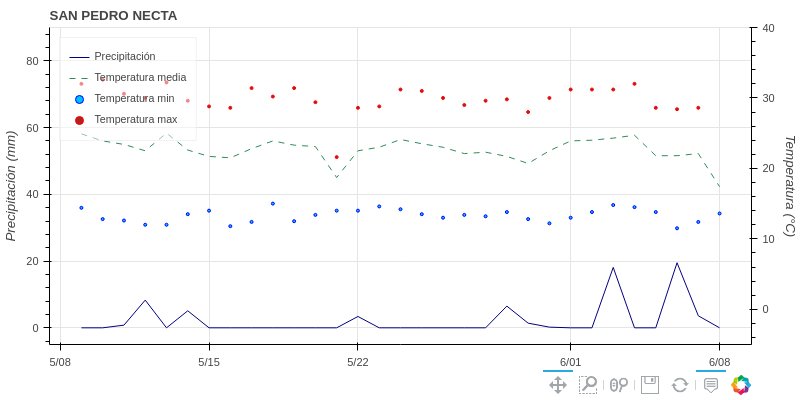 SAN PEDRO NECTA
Precipitación
Temperatura media
Temperatura min
Temperatura max
Precipitación (mm)
80
60
40
20
0
Temperatura (°C)
40
30
20
10
0
5/08
5/15
5/22
6/01
6/08